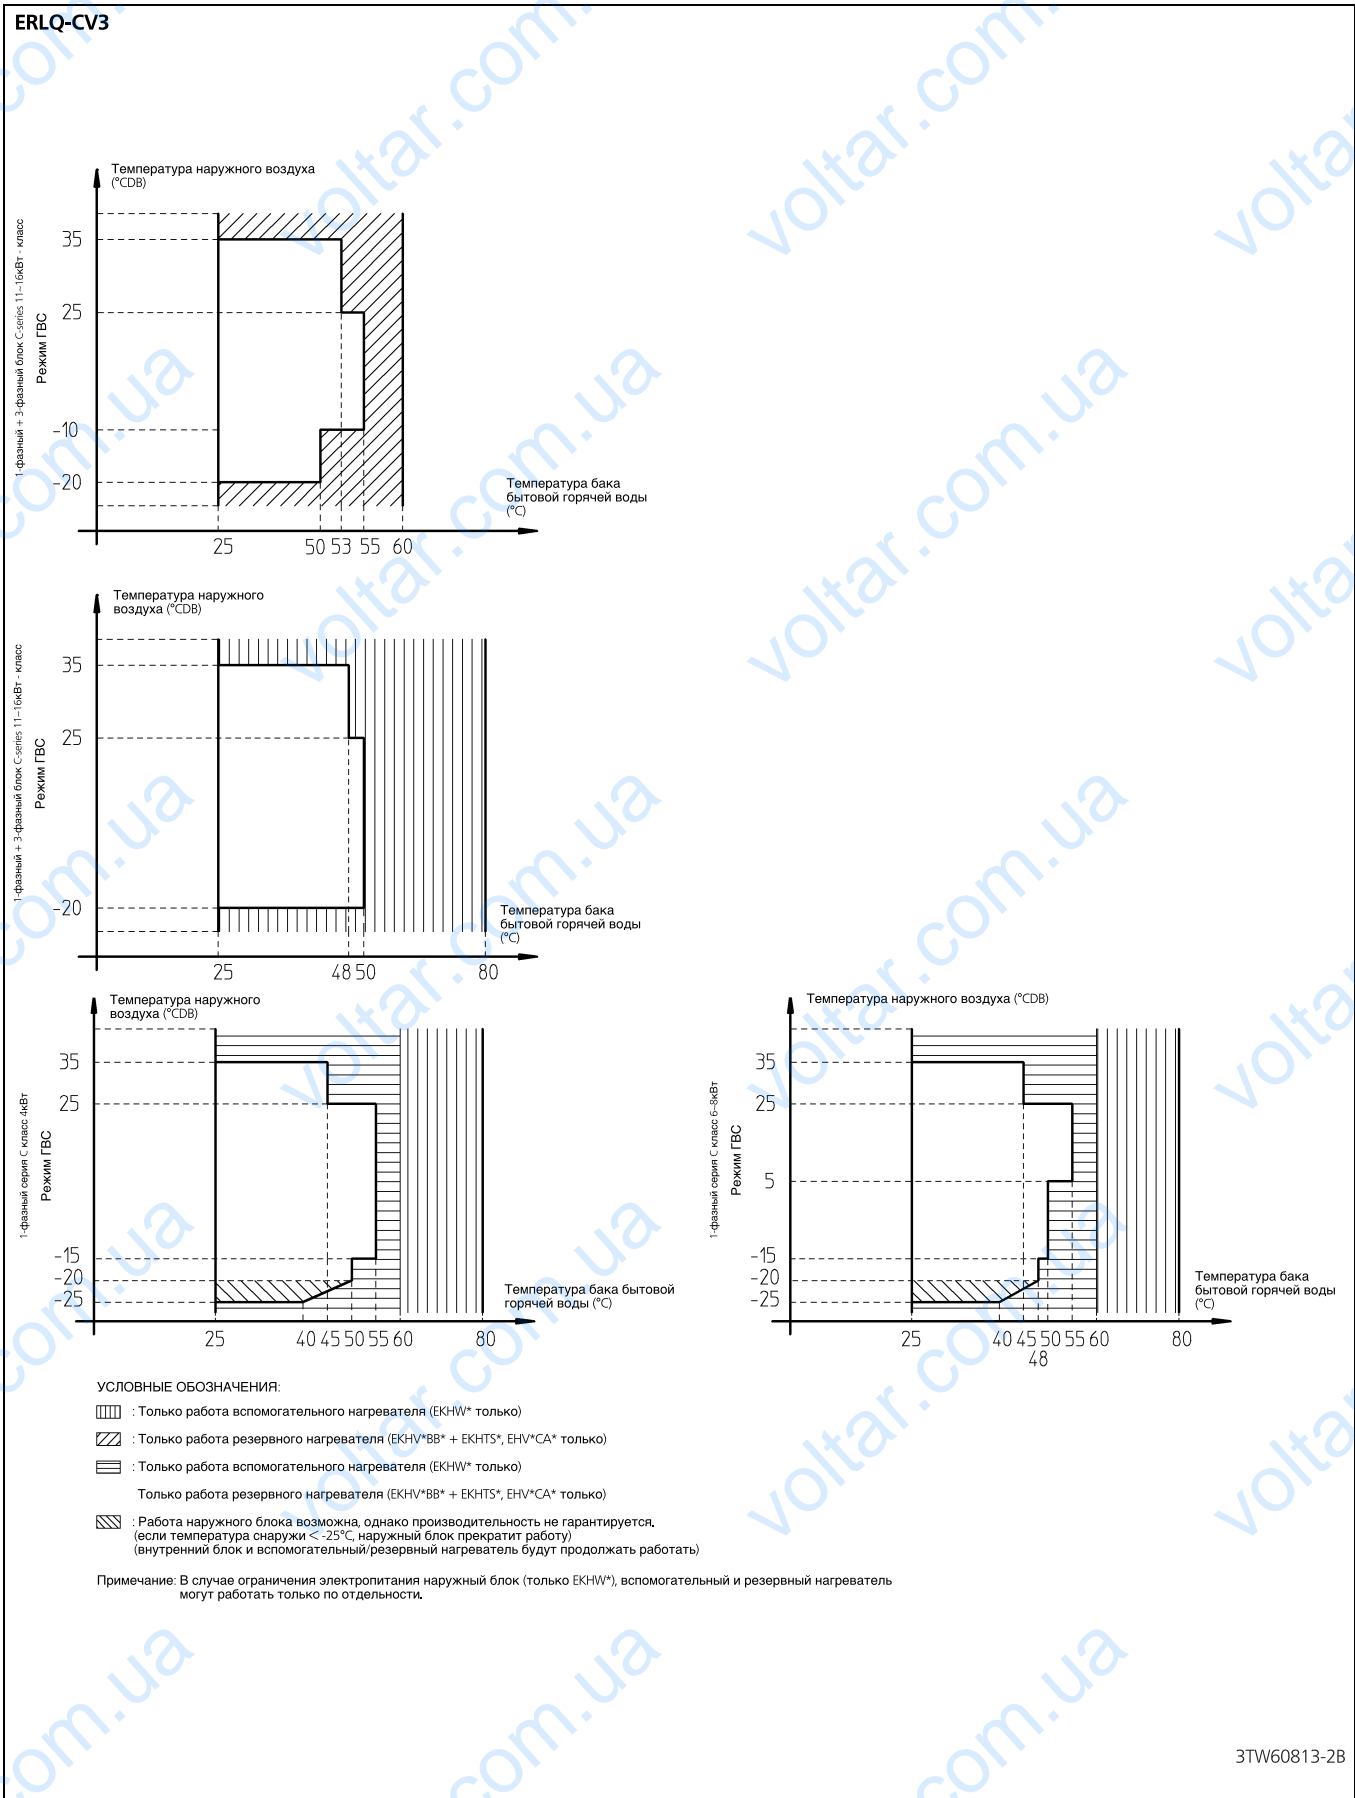 ERLQ-CV3
Температура наружного воздуха
(°CDB)
1-фазный + 3-фазный блок C-series 11~16кВт - класс
Режим ГВС
35
25
-10
-20
Температура бака
бытовой горячей воды
(°C)
25 50 53 55 60
Температура наружного
воздуха (°CDB)
1-фазный + 3-фазный блок C-series 11~16кВт - класс
Режим ГВС
35
25
-20
Температура бака
бытовой горячей воды
(°C)
25 48 50 80
Температура наружного
воздуха (°CDB)
1-фазный серия C класс 4кВт
Режим ГВС
35
25
-15
-20
-25
Температура бака бытовой
горячей воды (°C)
25 40 45 50 55 60 80
Температура наружного воздуха (°CDB)
1-фазный серия C класс 6~8кВт
Режим ГВС
35
25
5
-15
-20
-25
Температура бака
бытовой горячей воды
(°C)
25 40 45 50 55 60 80
48
УСЛОВНЫЕ ОБОЗНАЧЕНИЯ:
: Только работа вспомогательного нагревателя (EKHW* только)
: Только работа резервного нагревателя (EKHV*BB* + EKHTS*, EHV*CA* только)
: Только работа вспомогательного нагревателя (EKHW* только)
Только работа резервного нагревателя (EKHV*BB* + EKHTS*, EHV*CA* только)
: Работа наружного блока возможна, однако производительность не гарантируется.
(если температура снаружи < -25°C, наружный блок прекратит работу)
(внутренний блок и вспомогательный/резервный нагреватель будут продолжать работать)
Примечание: В случае ограничения электропитания наружный блок (только EKHW*), вспомогательный и резервный нагреватель
могут работать только по отдельности.
3TW60813-2B
voltar.com.ua